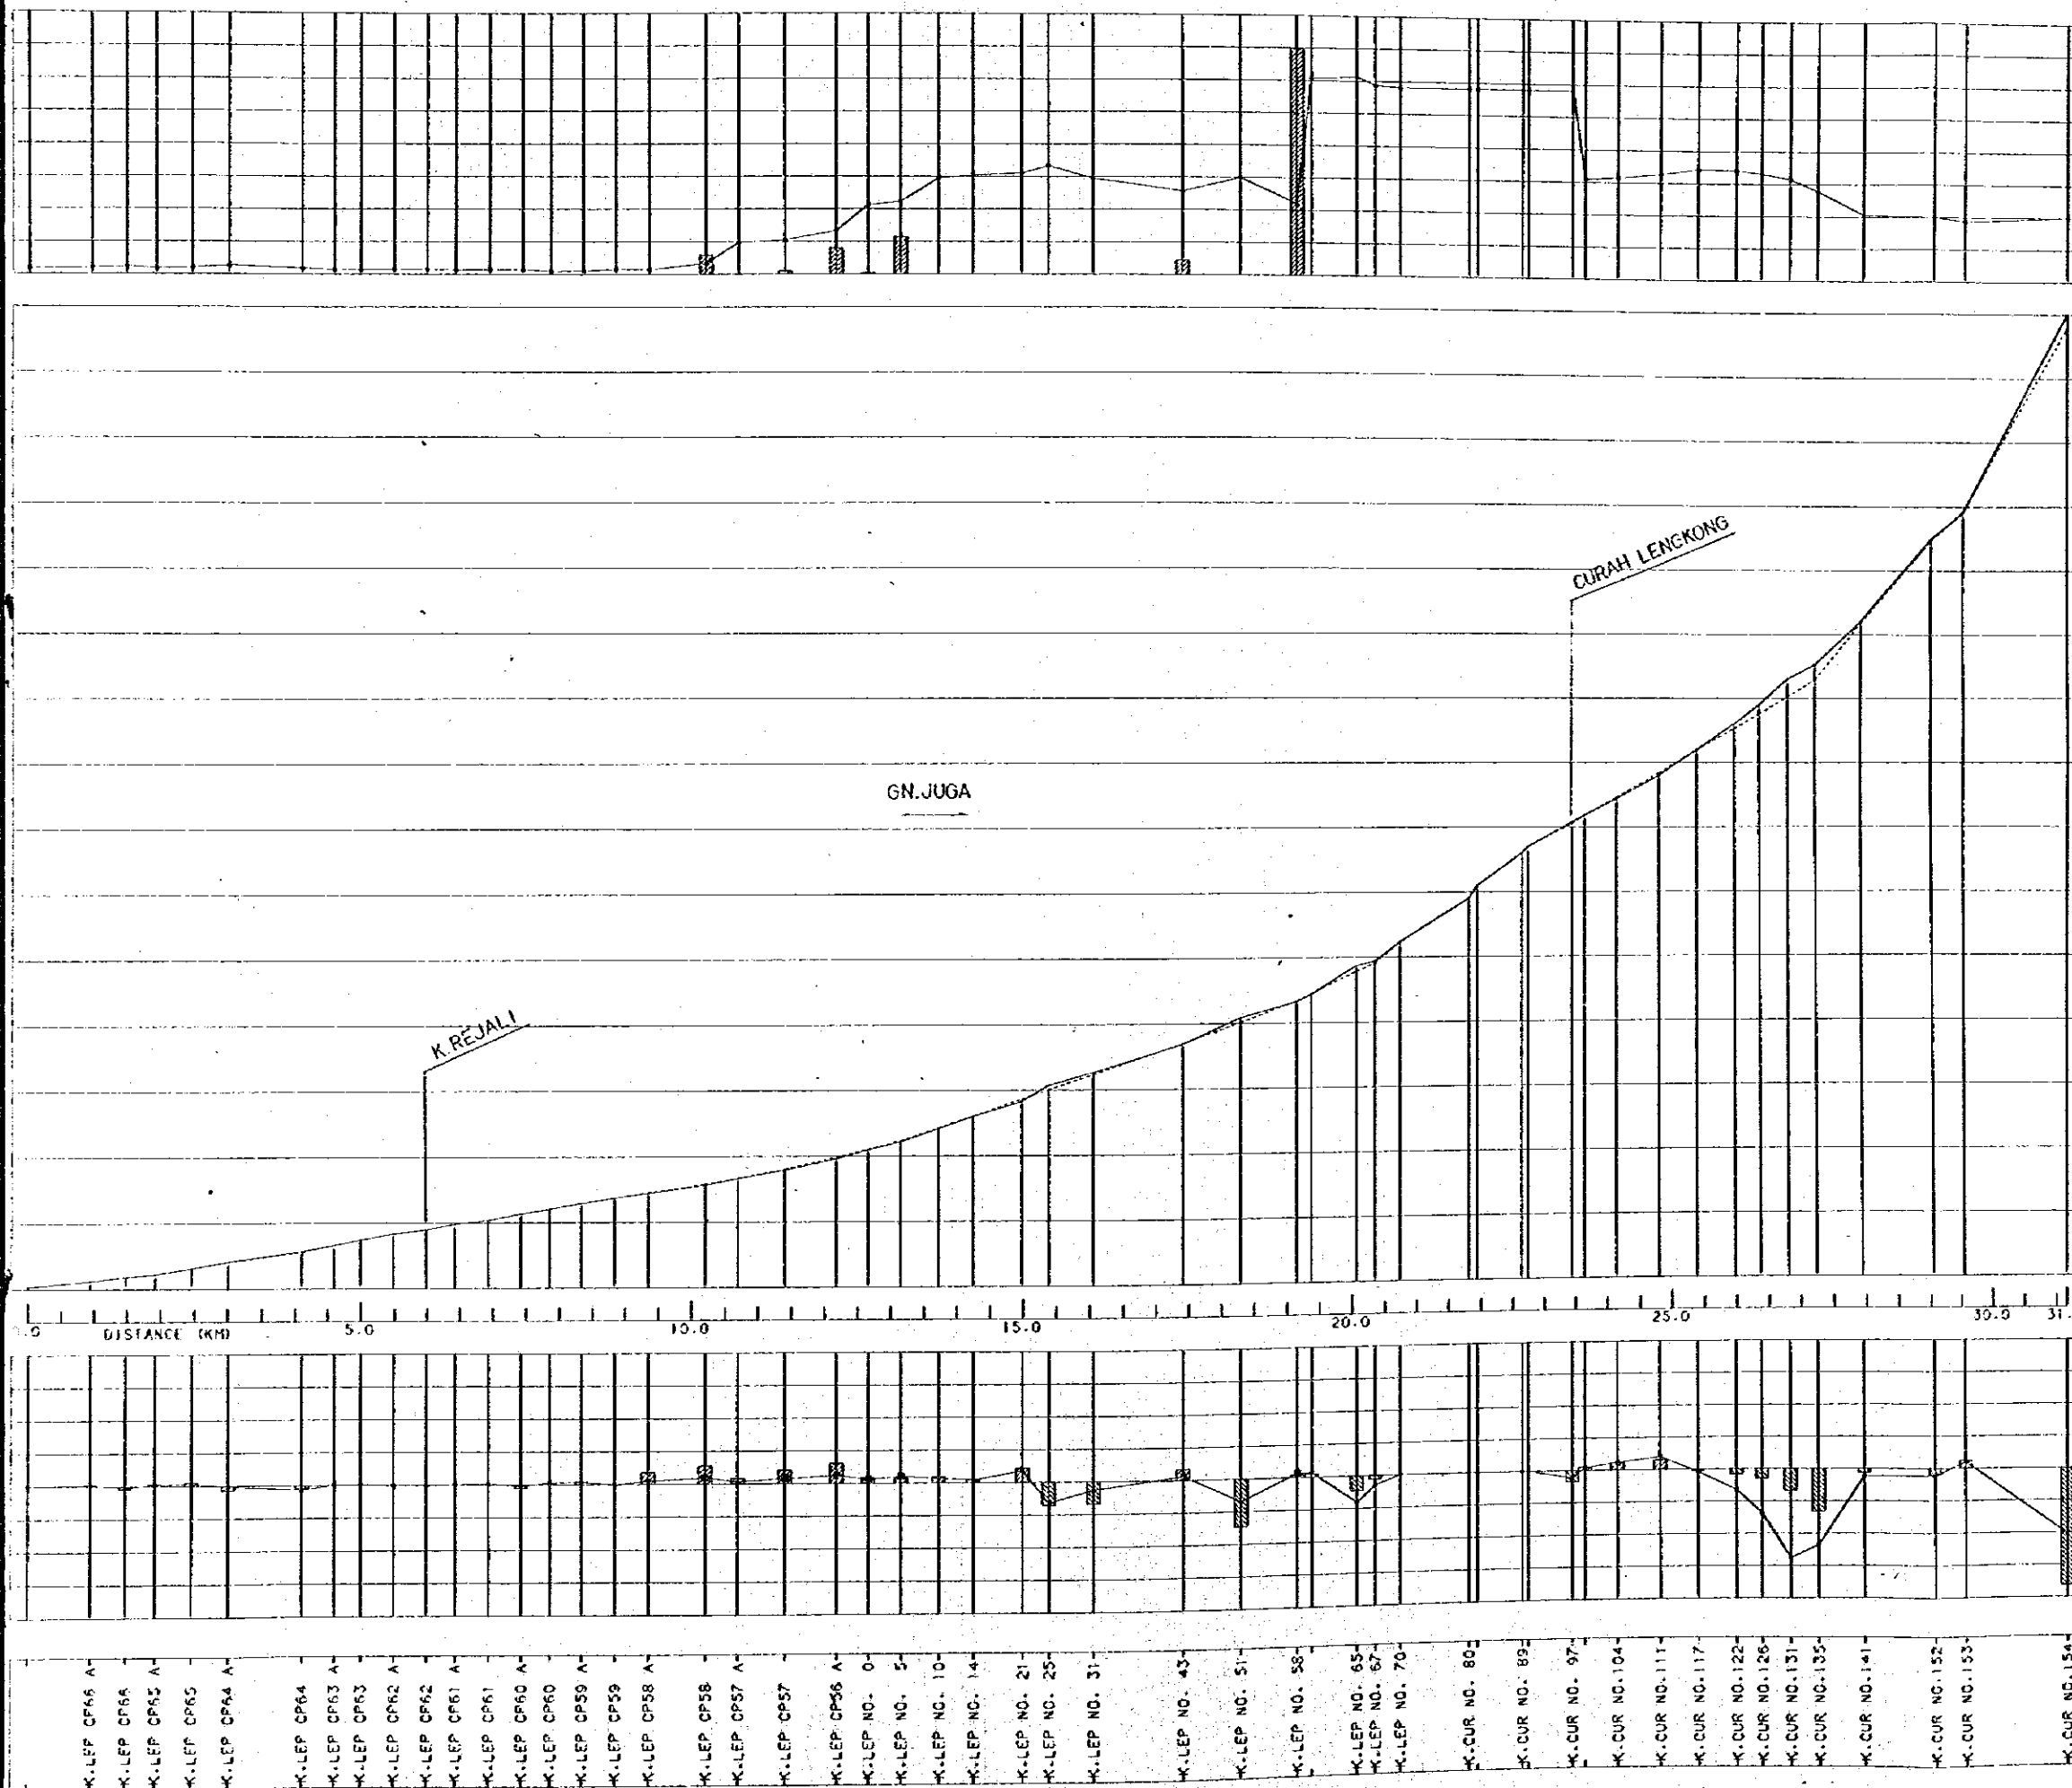 CURAH LENGKONG
GN.JUGA
K.REJALI
DISTANCE (KM)
5.0
10.0
15.0
20.0
25.0
30.0
31.
K.LEP CP66 A
K.LEP CP66
K.LEP CP65 A
K.LEP CP65
K.LEP CP64 A
K.LEP CP64
K.LEP CP63 A
K.LEP CP63
K.LEP CP62 A
K.LEP CP62
K.LEP CP61 A
K.LEP CP61
K.LEP CP60 A
K.LEP CP60
K.LEP CP59 A
K.LEP CP59
K.LEP CP58 A
K.LEP CP58
K.LEP CP57 A
K.LEP CP57
K.LEP CP56 A
K.LEP NO. 0
K.LEP NO. 5
K.LEP NO. 10
K.LEP NO. 14
K.LEP NO. 21
K.LEP NO. 25
K.LEP NO. 31
K.LEP NO. 43
K.LEP NO. 51
K.LEP NO. 58
K.LEP NO. 65
K.LEP NO. 67
K.LEP NO. 70
K.CUR NO. 80
K.CUR NO. 89
K.CUR NO. 97
K.CUR NO.104
K.CUR NO.111
K.CUR NO.117
K.CUR NO.122
K.CUR NO.126
K.CUR NO.131
K.CUR NO.135
K.CUR NO.141
K.CUR NO.152
K.CUR NO.153
K.CUR NO.154